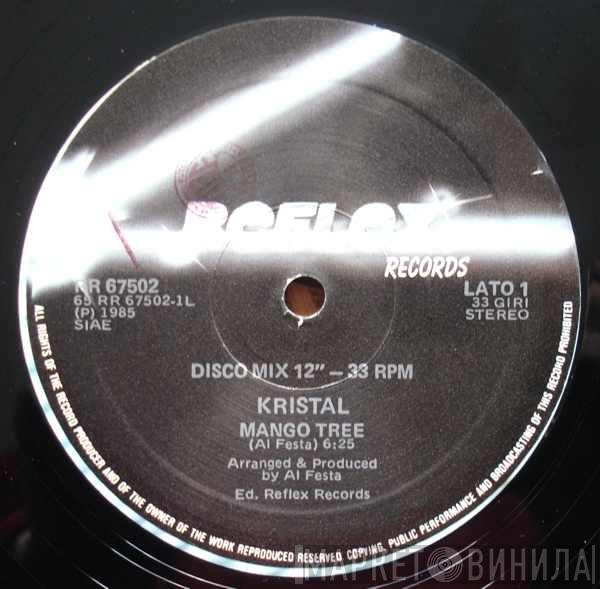 REFLEX
RECORDS
RR 67502
65 RR 67502-1L
(P) 1985
SIAE
LATO 1
33 GIRI
STEREO
DISCO MIX 12" – 33 RPM
KRISTAL
MANGO TREE
(Al Festa) 6:25
Arranged & Produced
by Al Festa
Ed. Reflex Records
ALL RIGHTS OF THE RECORD PRODUCER AND OF THE OWNER OF THE WORK REPRODUCED RESERVED COPYING, PUBLIC PERFORMANCE AND BROADCASTING OF THIS RECORD PROHIBITED
МАРКЕТ ВИНИЛА